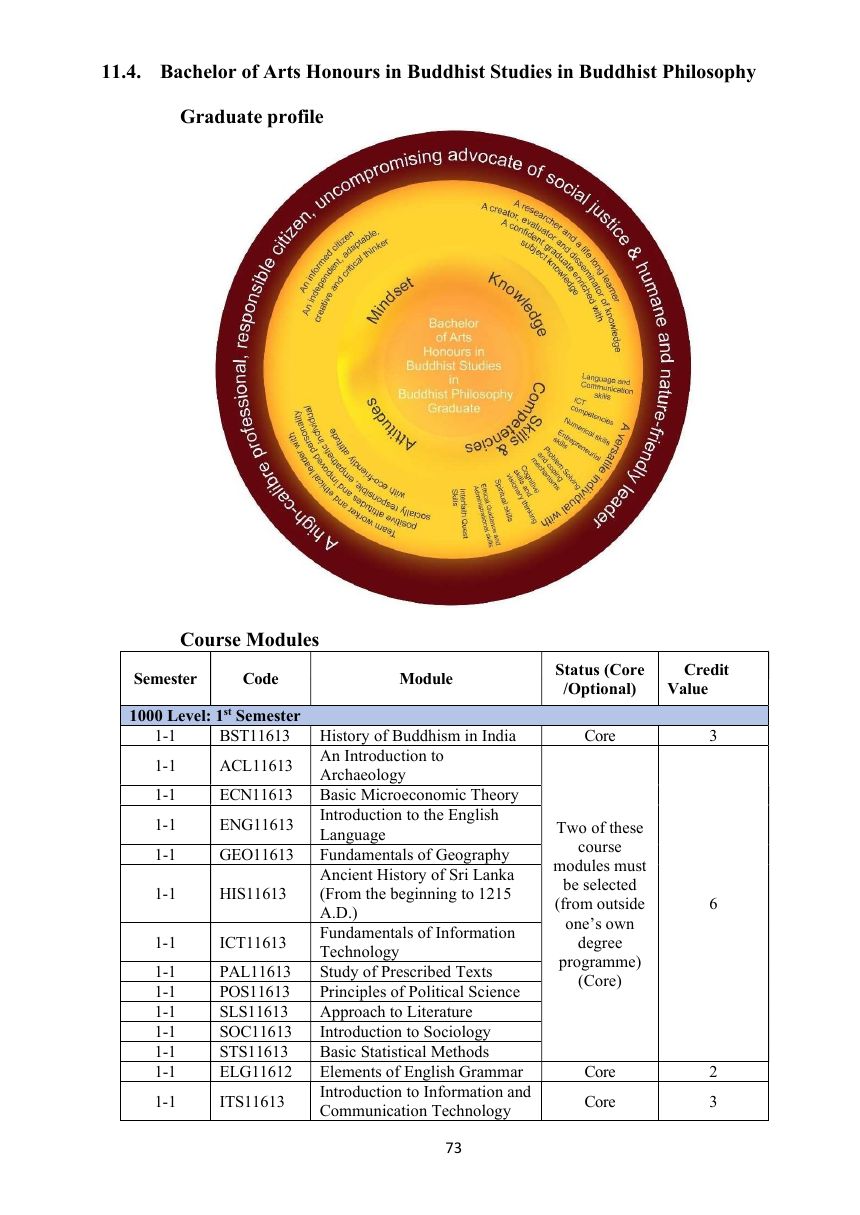 11.4. Bachelor of Arts Honours in Buddhist Studies in Buddhist Philosophy
Graduate profile
A high-calibre professional, responsible citizen, uncompromising advocate of social justice & humane and nature-friendly leader
An informed citizen
An independent, adaptable,
creative and critical thinker
Mindset
A researcher and a life long learner
A creator, evaluator and disseminator of knowledge
A confident graduate enriched with
subject knowledge
Knowledge
Bachelor
of Arts
Honours in
Buddhist Studies
in
Buddhist Philosophy
Graduate
Skills &
Competencies
A versatile individual with
Language and
Communication
skills
ICT
competencies
Numerical skills
Entrepreneurist
skills
Problem Solving
and coping
mechanisms
Cognitive
skills and
visionary thinking
Spiritual skills
Ethical Guidance and
Administrational skills
Interfaith Quest
Skills
Attitudes
Team worker and ethical leader with
positive attitudes and improved personality
socially responsible, empathetic individual
with eco-friendly attitude
Course Modules
Semester Code Module Status (Core /Optional) Credit Value
1000 Level: 1st Semester
1-1 BST11613 History of Buddhism in India Core 3
1-1 ACL11613 An Introduction to
Archaeology
1-1 ECN11613 Basic Microeconomic Theory
1-1 ENG11613 Introduction to the English
Language
1-1 GEO11613 Fundamentals of Geography
1-1 HIS11613 Ancient History of Sri Lanka
(From the beginning to 1215
A.D.)
1-1 ICT11613 Fundamentals of Information
Technology
1-1 PAL11613 Study of Prescribed Texts
1-1 POS11613 Principles of Political Science
1-1 SLS11613 Approach to Literature
1-1 SOC11613 Introduction to Sociology
1-1 STS11613 Basic Statistical Methods
Two of these
course
modules must
be selected
(from outside
one’s own
degree
programme)
(Core)
6
1-1 ELG11612 Elements of English Grammar Core 2
1-1 ITS11613 Introduction to Information and
Communication Technology Core 3
73